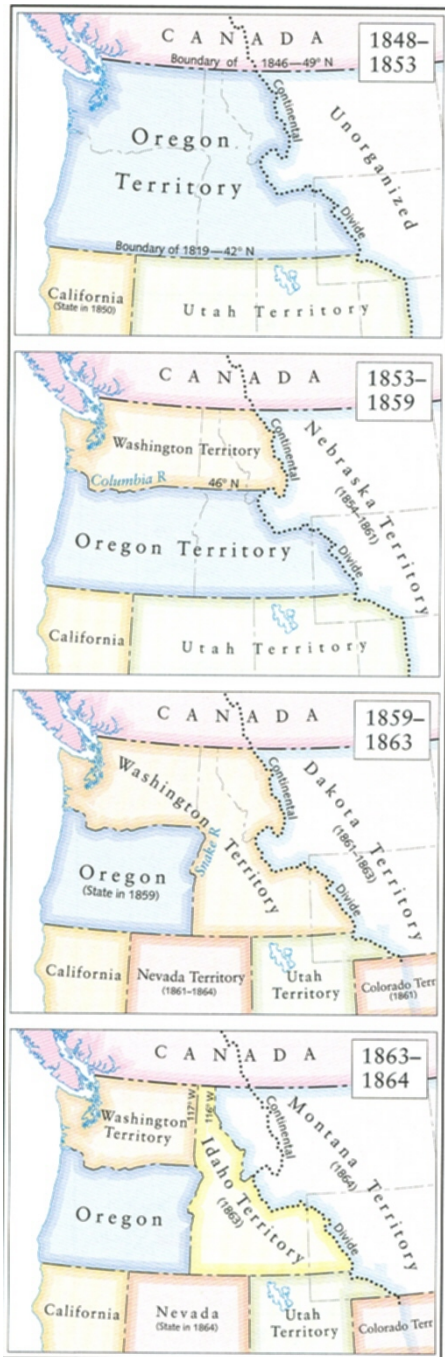 CANADA
1848–
1853
Boundary of 1846—49° N
Continental
Unorganized
Oregon
Territory
Divide
Boundary of 1819—42° N
California
(State in 1850)
Utah Territory
CANADA
1853–
1859
Washington Territory
Continental
Nebraska Territory
(1854–1861)
Columbia R
46° N
Oregon Territory
Divide
California
Utah Territory
CANADA
1859–
1863
Washington
Territory
Continental
Dakota Territory
(1861–1863)
Snake R
Oregon
(State in 1859)
Divide
California
Nevada Territory
(1861–1864)
Utah
Territory
Colorado Terr
(1861)
CANADA
1863–
1864
117° W
116° W
Washington
Territory
Continental
Montana Territory
(1864)
Idaho Territory
(1863)
Oregon
Divide
California
Nevada
(State in 1864)
Utah
Territory
Colorado Terr